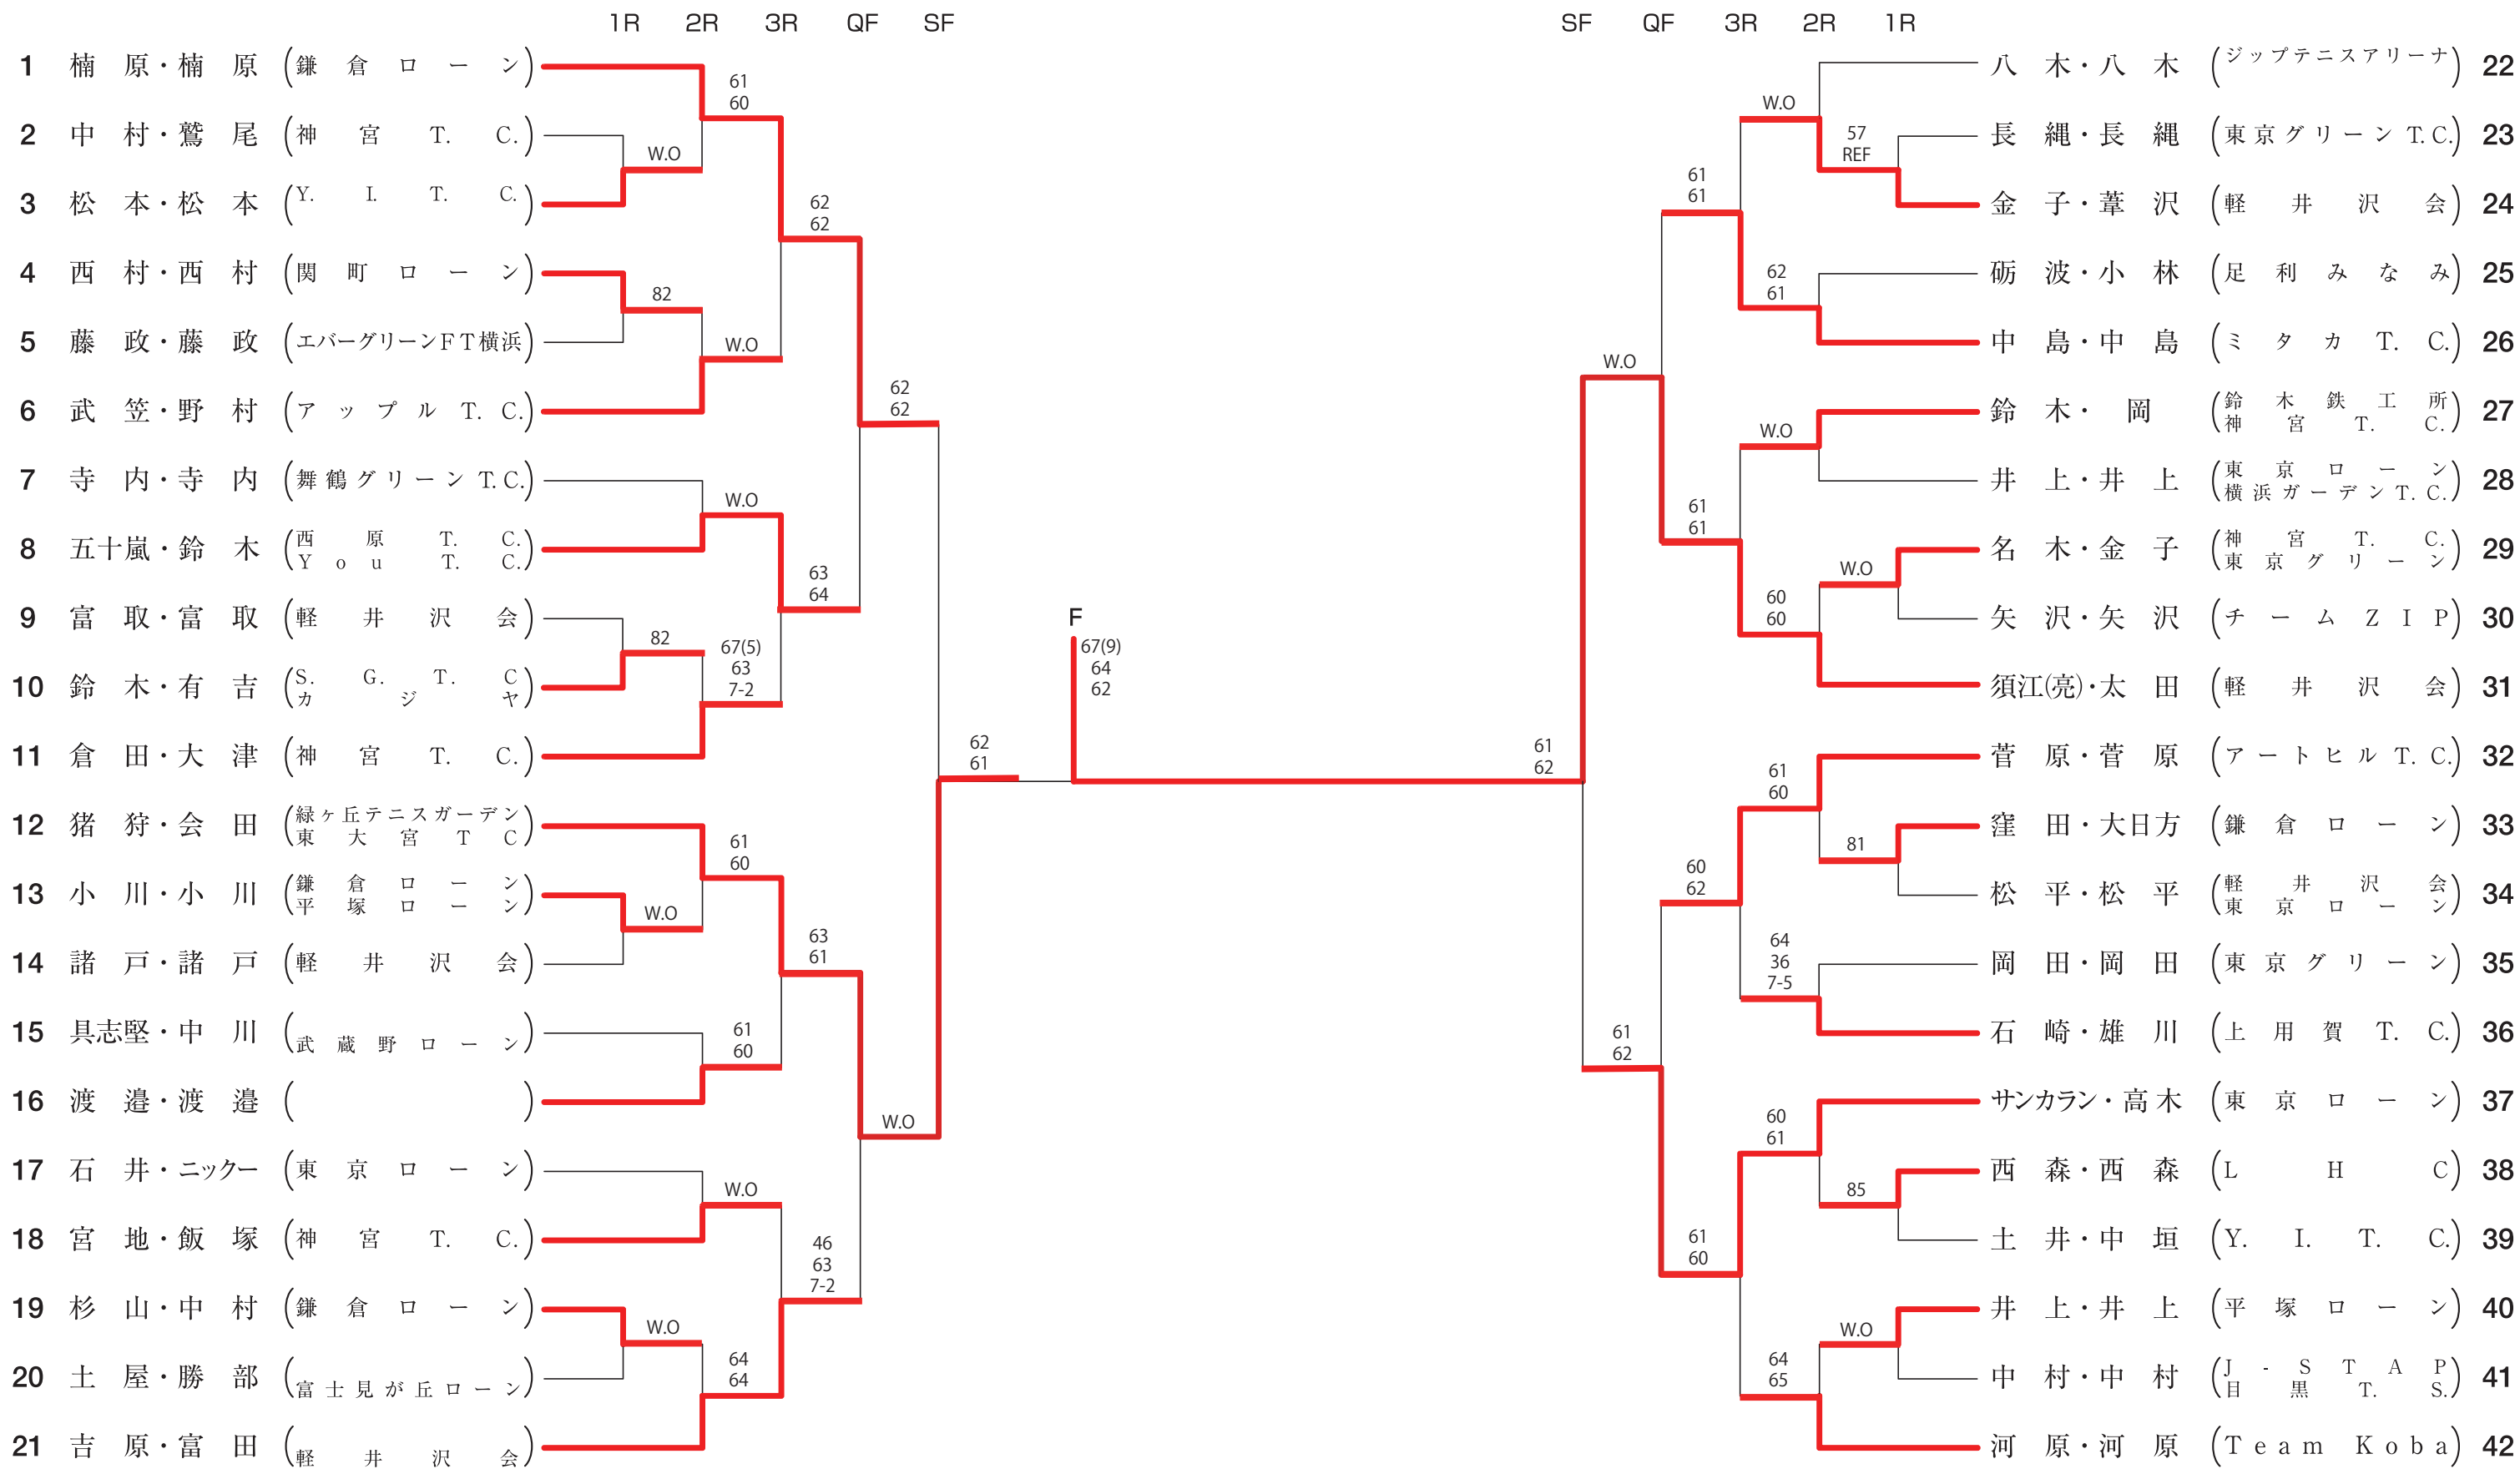 1R 2R 3R QF SF
SF QF 3R 2R 1R
1 楠原・楠原 (鎌倉ローン)
2 中村・鷲尾 (神宮T.C.)
3 松本・松本 (Y.I.T.C.)
4 西村・西村 (関町ローン)
5 藤政・藤政 (エバーグリーンFT横浜)
6 武笠・野村 (アップルT.C.)
7 寺内・寺内 (舞鶴グリーンT.C.)
8 五十嵐・鈴木 (西原T.C.
You T.C.)
9 富取・富取 (軽井沢会)
10 鈴木・有吉 (S.G.T.C
カジヤ)
11 倉田・大津 (神宮T.C.)
12 猪狩・会田 (緑ヶ丘テニスガーデン
東大宮TC)
13 小川・小川 (鎌倉ローン
平塚ローン)
14 諸戸・諸戸 (軽井沢会)
15 具志堅・中川 (武蔵野ローン)
16 渡邉・渡邉 ( )
17 石井・ニックー (東京ローン)
18 宮地・飯塚 (神宮T.C.)
19 杉山・中村 (鎌倉ローン)
20 土屋・勝部 (富士見が丘ローン)
21 吉原・富田 (軽井沢会)
W.O
82
82
W.O
W.O
61
60
W.O
W.O
67(5)
63
7-2
61
60
61
60
W.O
64
64
62
62
63
64
63
61
46
63
7-2
62
62
W.O
62
61
F
67(9)
64
62
61
62
W.O
61
62
61
61
61
61
60
62
61
60
W.O
62
61
W.O
60
60
61
60
64
36
7-5
60
61
64
65
57
REF
W.O
81
85
W.O
八木・八木 (ジップテニスアリーナ) 22
長縄・長縄 (東京グリーンT.C.) 23
金子・葦沢 (軽井沢会) 24
砺波・小林 (足利みなみ) 25
中島・中島 (ミタカT.C.) 26
鈴木・岡 (鈴木鉄工所
神宮T.C.) 27
井上・井上 (東京ローン
横浜ガーデンT.C.) 28
名木・金子 (神宮T.C.
東京グリーン) 29
矢沢・矢沢 (チームZIP) 30
須江(亮)・太田 (軽井沢会) 31
菅原・菅原 (アートヒルT.C.) 32
窪田・大日方 (鎌倉ローン) 33
松平・松平 (軽井沢会
東京ローン) 34
岡田・岡田 (東京グリーン) 35
石崎・雄川 (上用賀T.C.) 36
サンカラン・高木 (東京ローン) 37
西森・西森 (LHC) 38
土井・中垣 (Y.I.T.C.) 39
井上・井上 (平塚ローン) 40
中村・中村 (J-STAP
目黒T.S.) 41
河原・河原 (Team Koba) 42